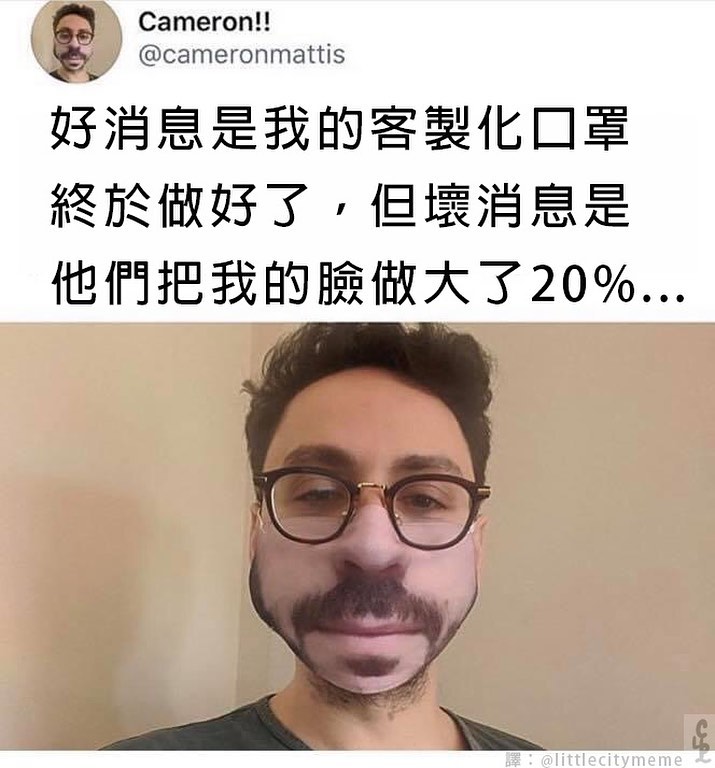 Cameron!!
@cameronmattis
好消息是我的客製化口罩
終於做好了，但壞消息是
他們把我的臉做大了20%...
譯：@littlecitymeme